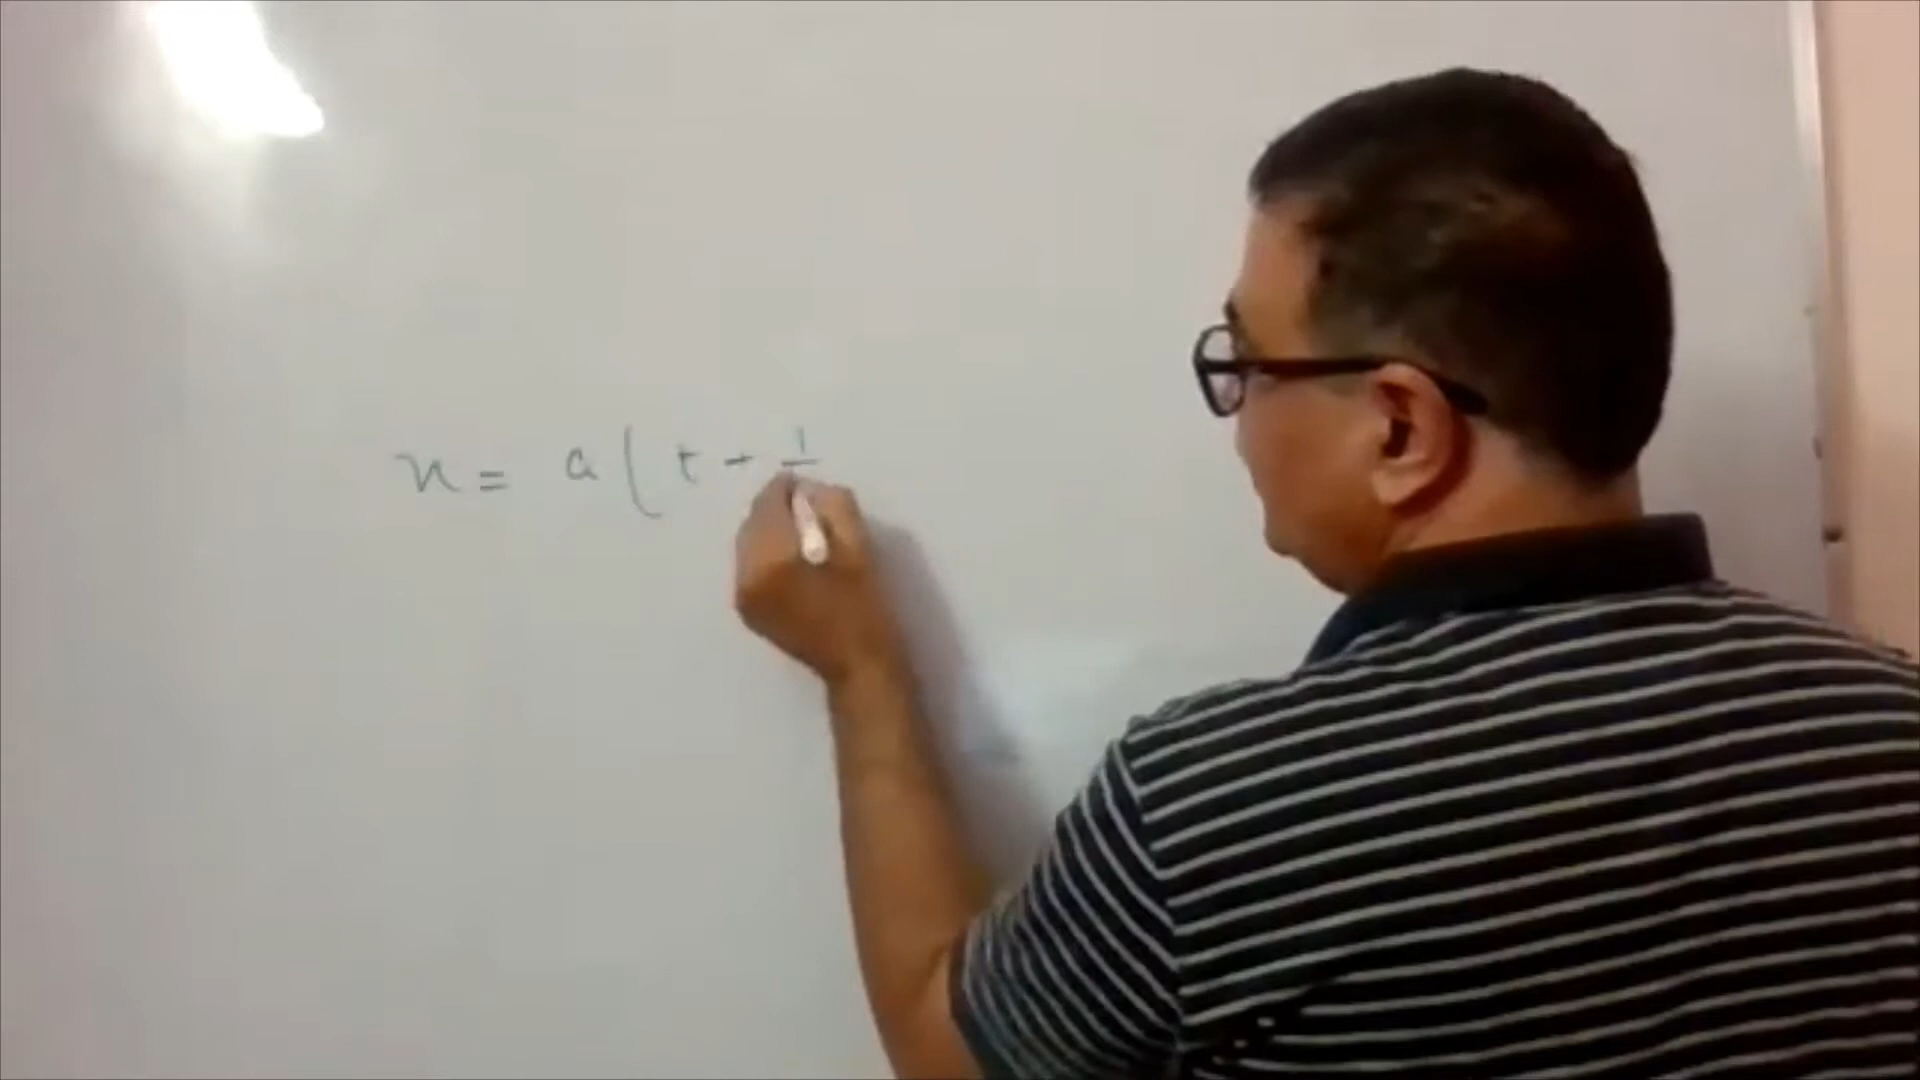 x = a ( t + 1